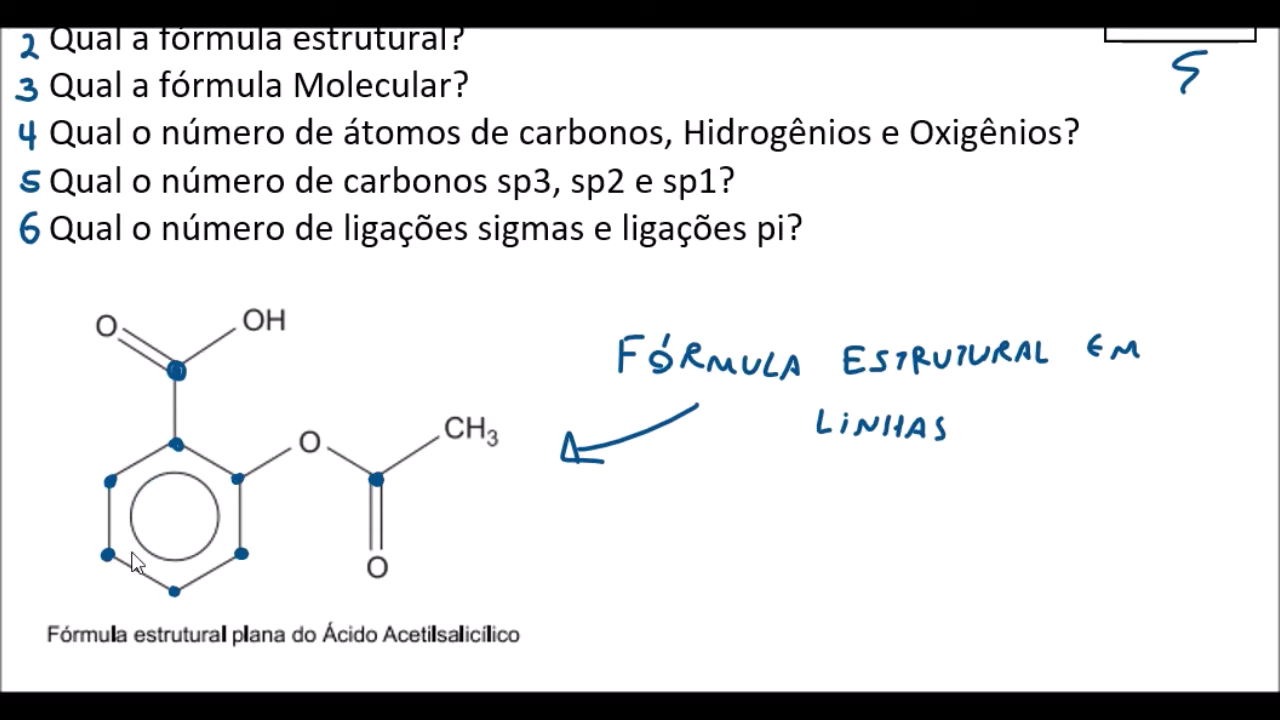 2 Qual a fórmula estrutural?
3 Qual a fórmula Molecular?
4 Qual o número de átomos de carbonos, Hidrogênios e Oxigênios?
5 Qual o número de carbonos sp3, sp2 e sp1?
6 Qual o número de ligações sigmas e ligações pi?
O OH
FÓRMULA ESTRUTURAL EM
LINHAS
O CH3
O
Fórmula estrutural plana do Ácido Acetilsalicílico